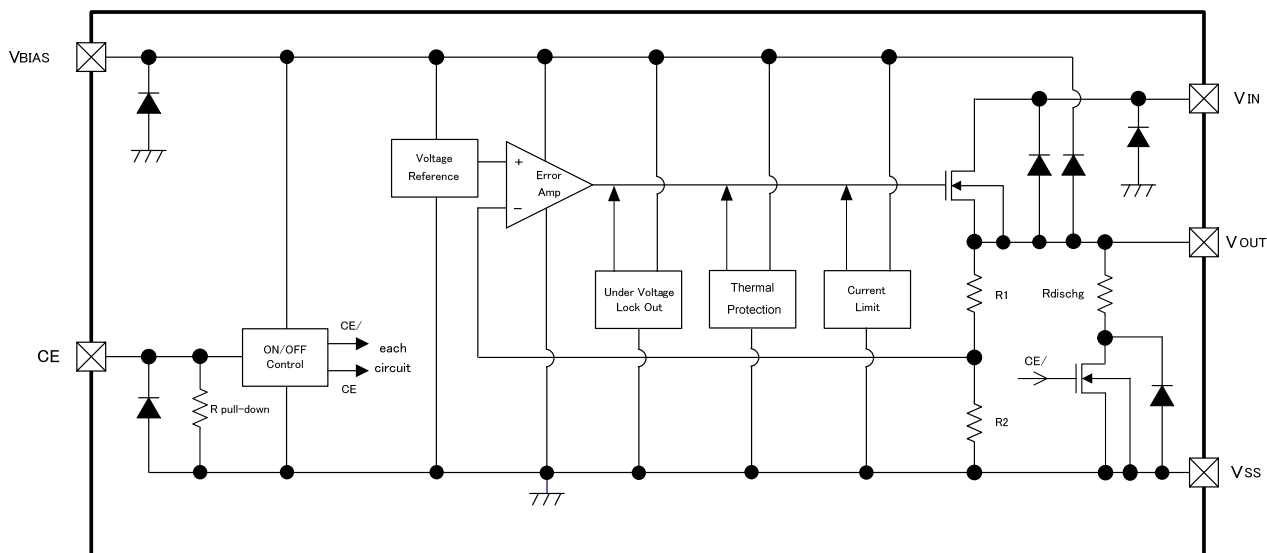 VBIAS
VIN
Voltage
Reference
+
Error
Amp
−
VOUT
Under Voltage
Lock Out
Thermal
Protection
Current
Limit
R1
Rdischg
CE
ON/OFF
Control
CE/
each
circuit
CE
CE/
R pull-down
R2
VSS